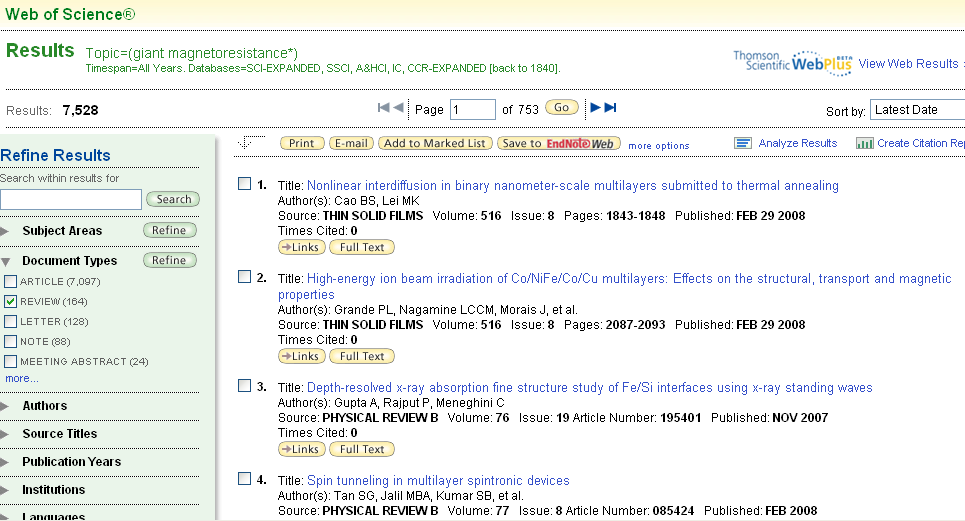 Web of Science®
Results Topic=(giant magnetoresistance*)
Timespan=All Years. Databases=SCI-EXPANDED, SSCI, A&HCI, IC, CCR-EXPANDED [back to 1840].
Thomson Scientific WebPlus BETA View Web Results
Results: 7,528
Page 1 of 753 Go
Sort by: Latest Date
Refine Results
Search within results for
Search
Subject Areas Refine
Document Types Refine
ARTICLE (7,097)
REVIEW (164)
LETTER (128)
NOTE (88)
MEETING ABSTRACT (24)
more...
Authors
Source Titles
Publication Years
Institutions
Languages
Print E-mail Add to Marked List Save to EndNote Web more options
Analyze Results Create Citation Rep
1. Title: Nonlinear interdiffusion in binary nanometer-scale multilayers submitted to thermal annealing
Author(s): Cao BS, Lei MK
Source: THIN SOLID FILMS Volume: 516 Issue: 8 Pages: 1843-1848 Published: FEB 29 2008
Times Cited: 0
Links Full Text
2. Title: High-energy ion beam irradiation of Co/NiFe/Co/Cu multilayers: Effects on the structural, transport and magnetic
properties
Author(s): Grande PL, Nagamine LCCM, Morais J, et al.
Source: THIN SOLID FILMS Volume: 516 Issue: 8 Pages: 2087-2093 Published: FEB 29 2008
Times Cited: 0
Links Full Text
3. Title: Depth-resolved x-ray absorption fine structure study of Fe/Si interfaces using x-ray standing waves
Author(s): Gupta A, Rajput P, Meneghini C
Source: PHYSICAL REVIEW B Volume: 76 Issue: 19 Article Number: 195401 Published: NOV 2007
Times Cited: 0
Links Full Text
4. Title: Spin tunneling in multilayer spintronic devices
Author(s): Tan SG, Jalil MBA, Kumar SB, et al.
Source: PHYSICAL REVIEW B Volume: 77 Issue: 8 Article Number: 085424 Published: FEB 2008